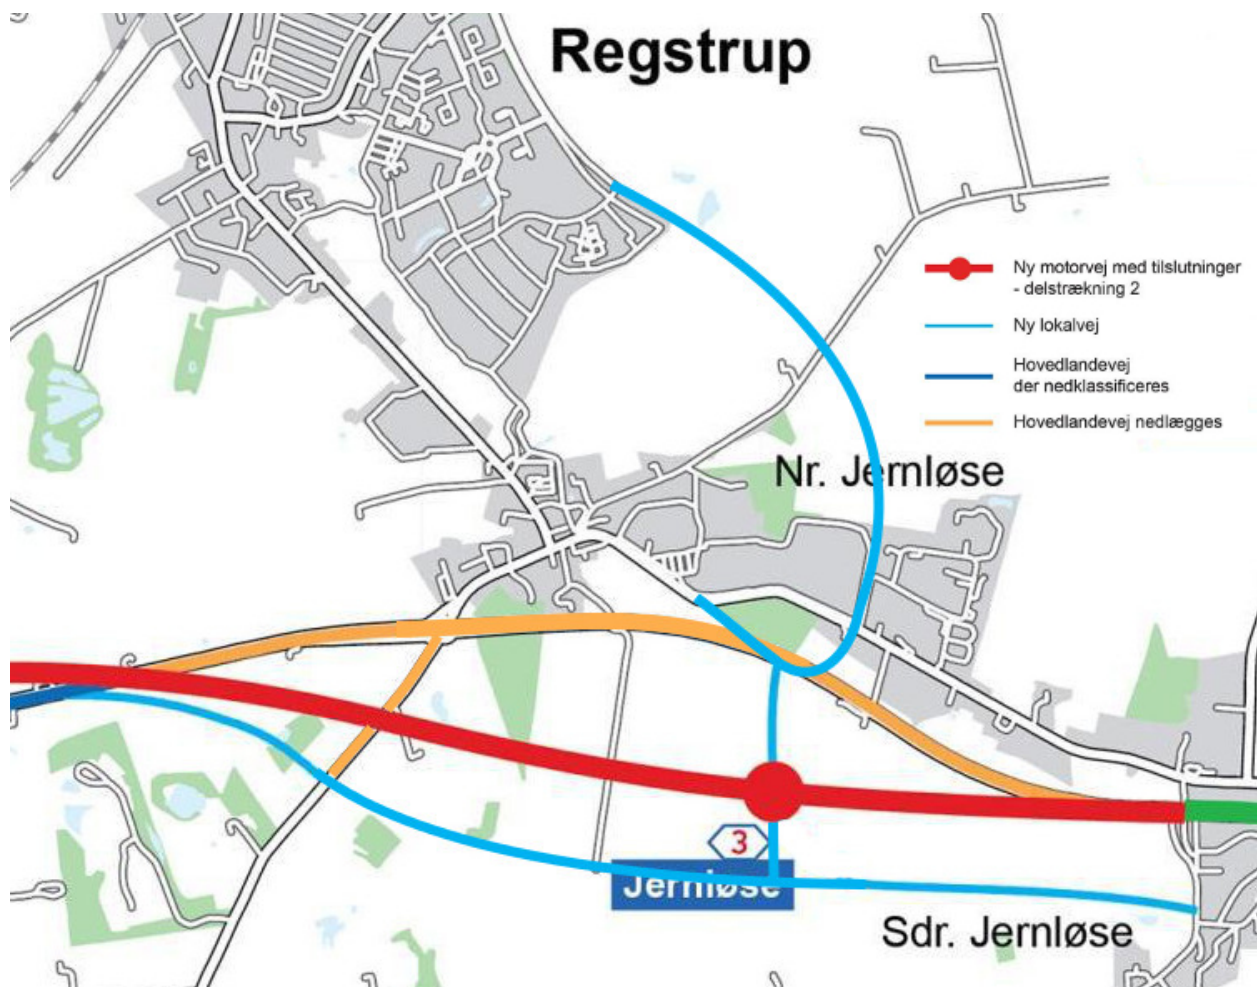 Regstrup
Ny motorvej med tilslutninger
- delstrækning 2
Ny lokalvej
Hovedlandevej
der nedklassificeres
Hovedlandevej nedlægges
Nr. Jernløse
3
Jernløse
Sdr. Jernløse